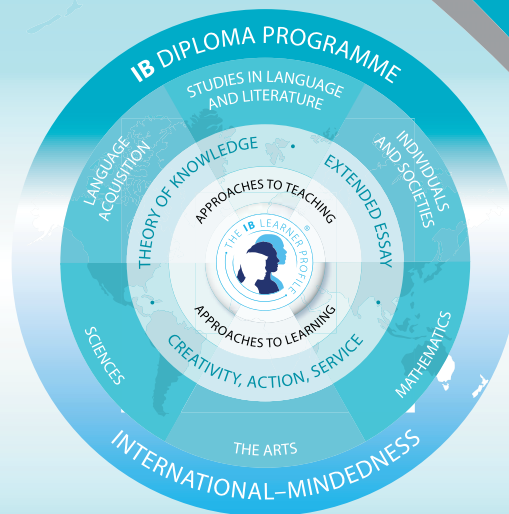 IB DIPLOMA PROGRAMME
STUDIES IN LANGUAGE
AND LITERATURE
LANGUAGE
ACQUISITION
INDIVIDUALS
AND SOCIETIES
THEORY OF KNOWLEDGE
EXTENDED ESSAY
APPROACHES TO TEACHING
THE IB LEARNER PROFILE
®
APPROACHES TO LEARNING
CREATIVITY, ACTION, SERVICE
SCIENCES
MATHEMATICS
THE ARTS
INTERNATIONAL–MINDEDNESS